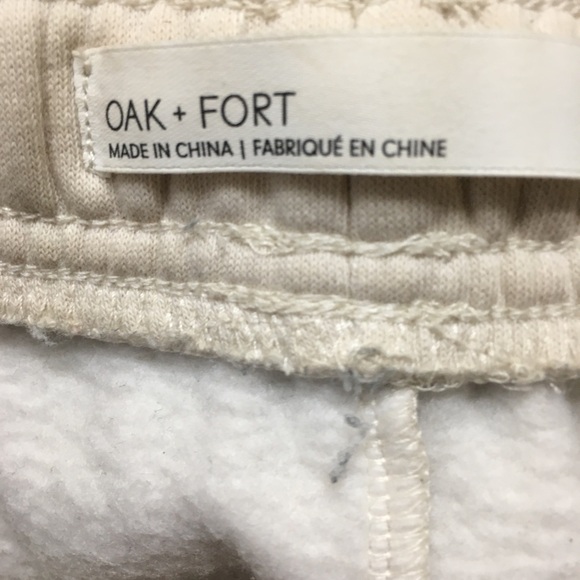 OAK + FORT
MADE IN CHINA | FABRIQUÉ EN CHINE